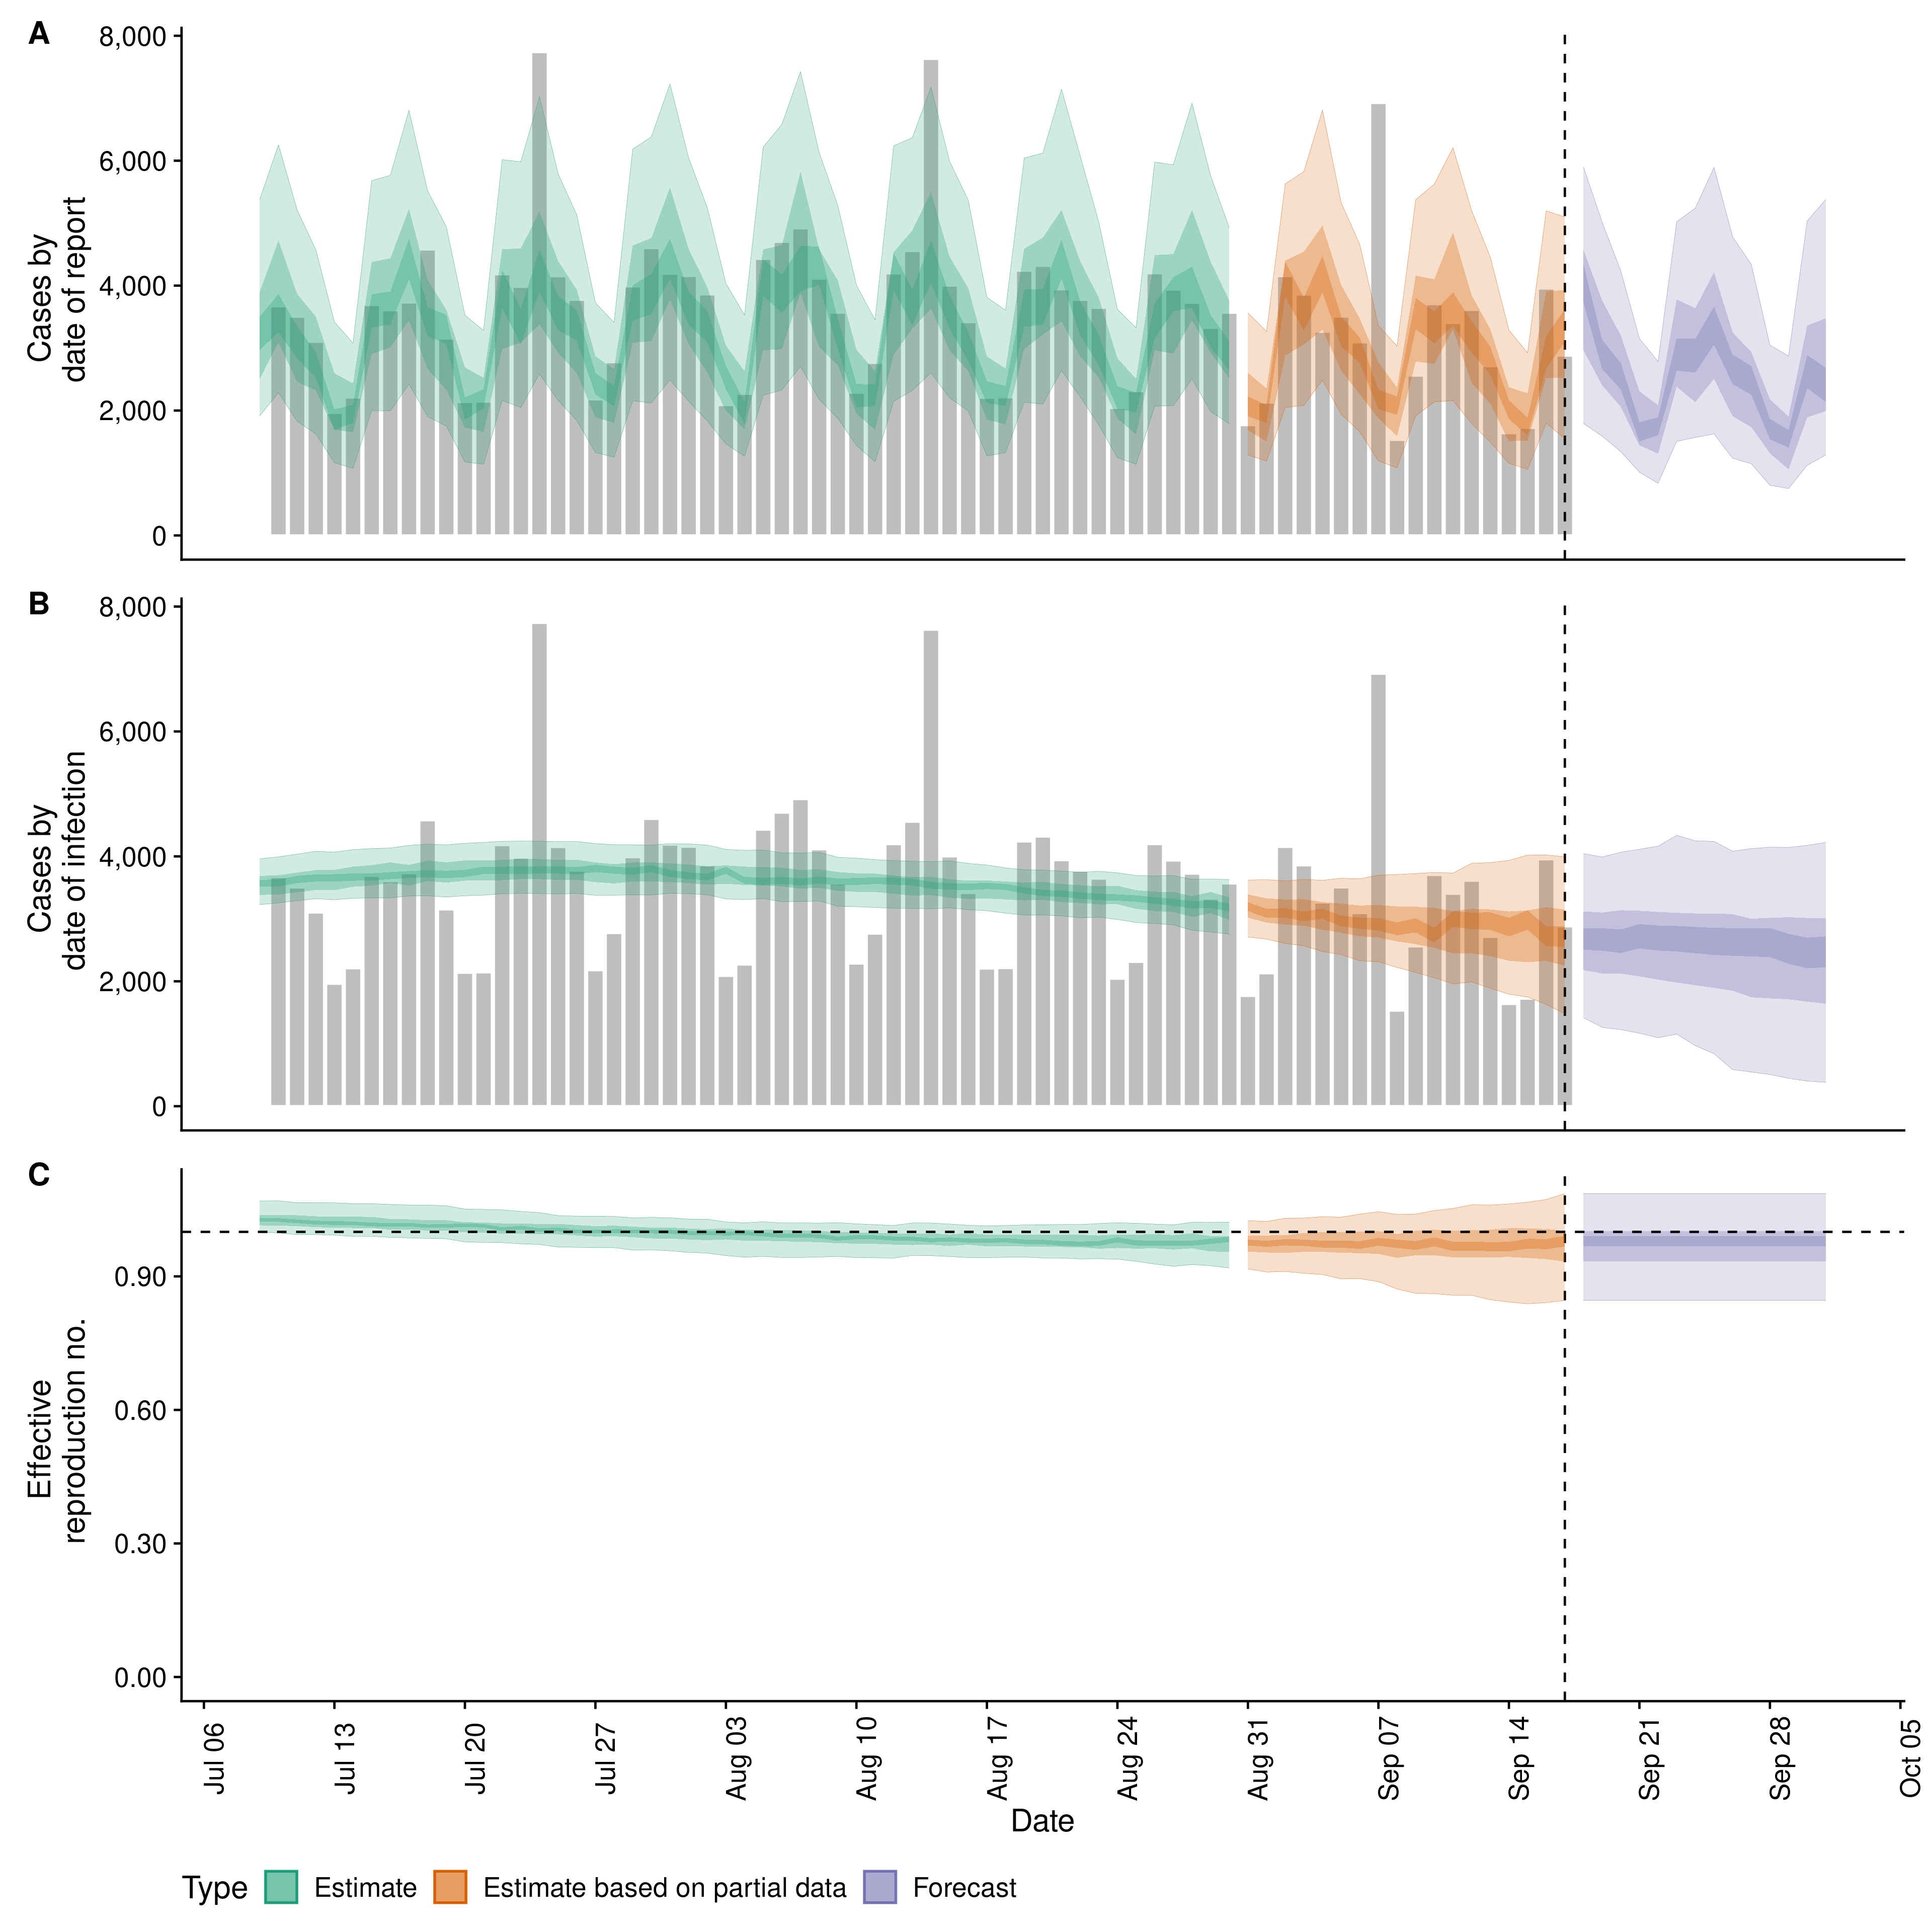 A
8,000
6,000
4,000
2,000
0
Cases by
date of report
B
8,000
6,000
4,000
2,000
0
Cases by
date of infection
C
0.90
0.60
0.30
0.00
Effective
reproduction no.
Jul 06
Jul 13
Jul 20
Jul 27
Aug 03
Aug 10
Aug 17
Aug 24
Aug 31
Sep 07
Sep 14
Sep 21
Sep 28
Oct 05
Date
Type Estimate Estimate based on partial data Forecast